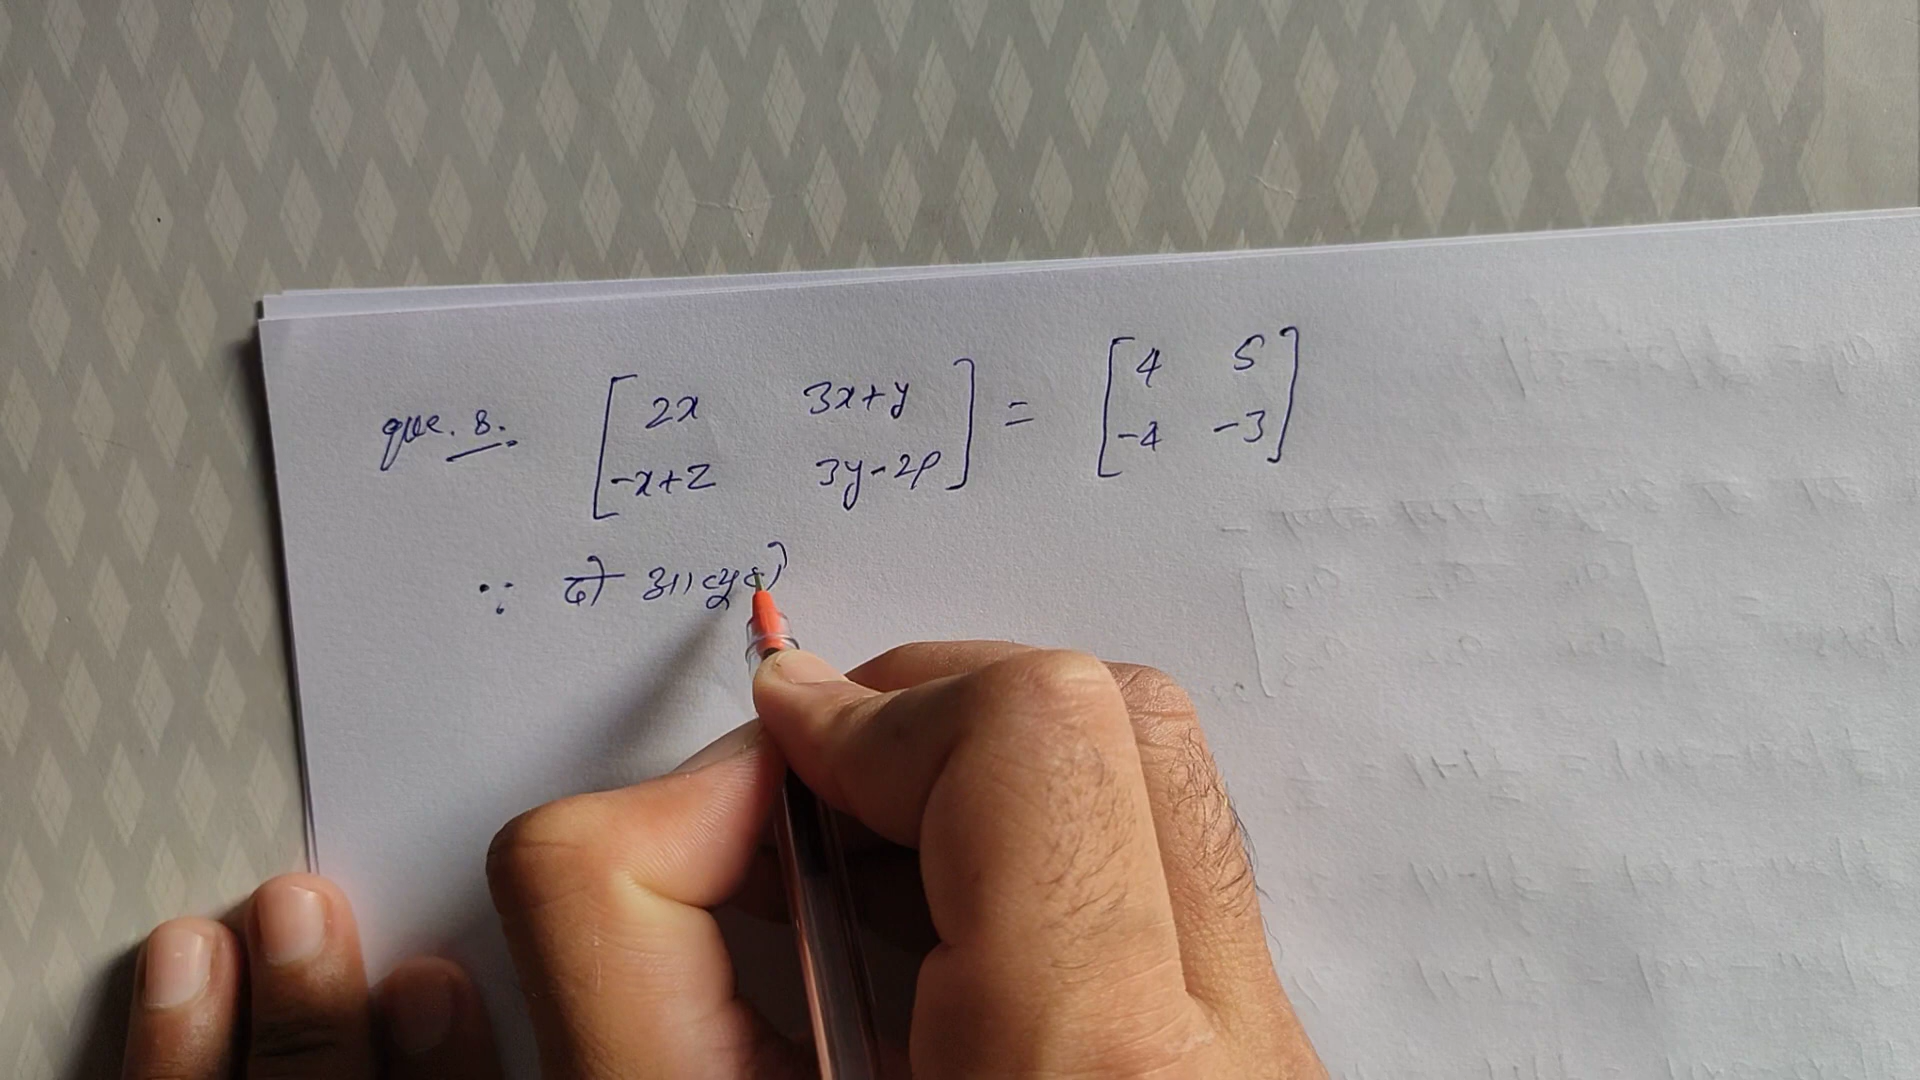 que. 8. [ 2x 3x+y ] = [ 4 5 ]
[ -x+z 3y-2p ] [ -4 -3 ]
∵ दो आव्यूहों